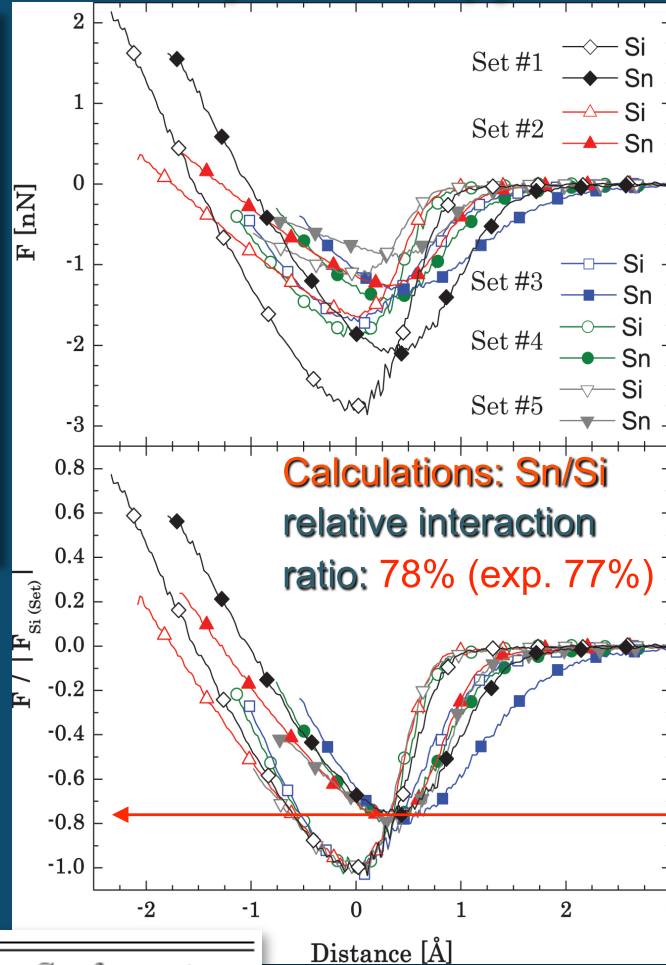 2
1
0
-1
-2
-3
F [nN]
Set #1
Si
Sn
Set #2
Si
Sn
Set #3
Si
Sn
Set #4
Si
Sn
Set #5
Si
Sn
0.8
0.6
0.4
0.2
0.0
-0.2
-0.4
-0.6
-0.8
-1.0
F / | F Si (Set) |
Calculations: Sn/Si
relative interaction
ratio: 78% (exp. 77%)
-2 -1 0 1 2
Distance [Å]